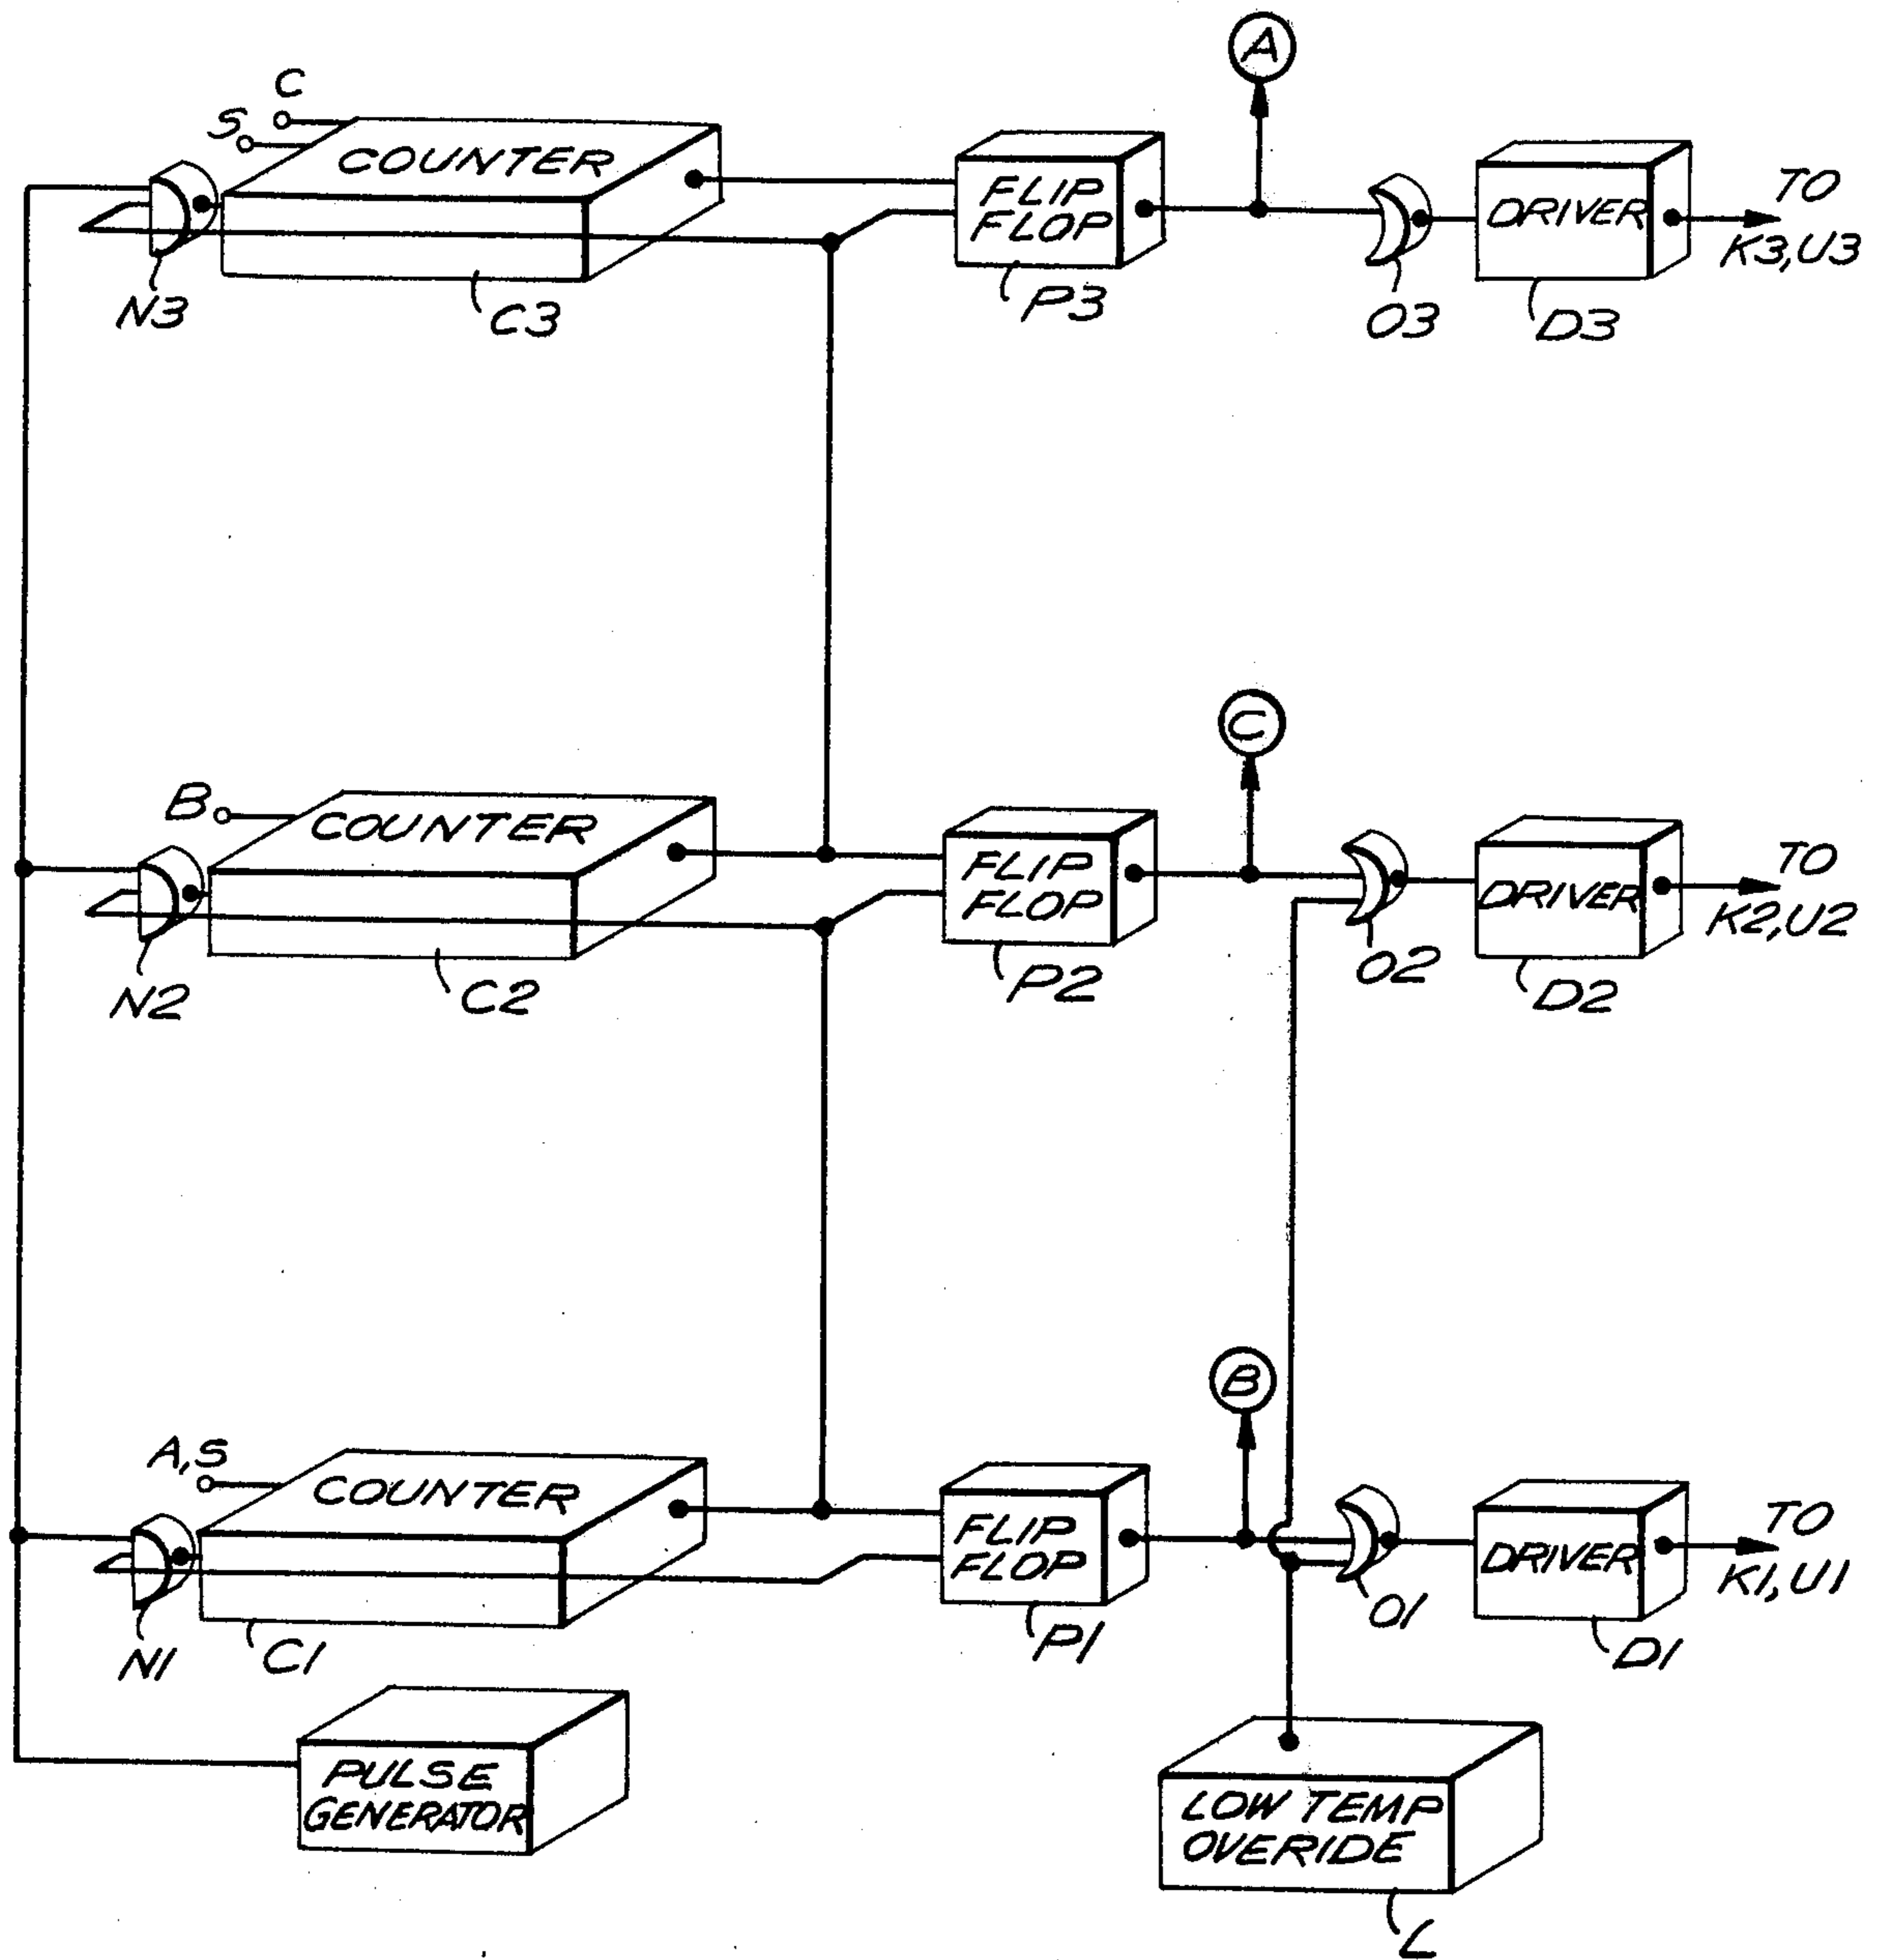 A
C
S
COUNTER
FLIP
FLOP
DRIVER
TO
K3,U3
N3
C3
P3
O3
D3
C
B
COUNTER
FLIP
FLOP
DRIVER
TO
K2,U2
N2
C2
P2
O2
D2
B
A,S
COUNTER
FLIP
FLOP
DRIVER
TO
K1,U1
N1
C1
P1
O1
D1
PULSE
GENERATOR
LOW TEMP
OVERIDE
L